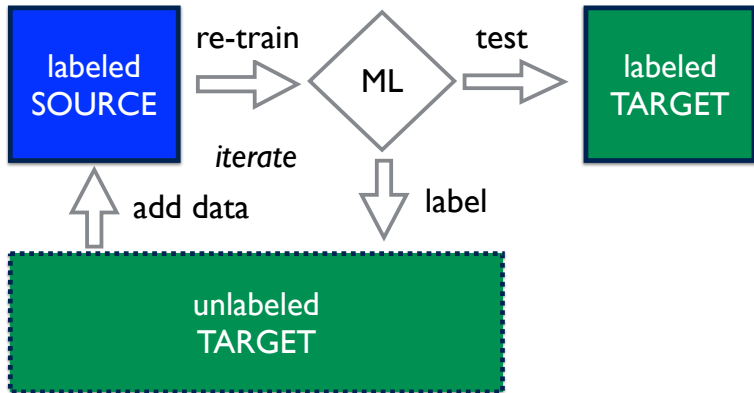 re-train
test
labeled
SOURCE
ML
labeled
TARGET
iterate
add data
label
unlabeled
TARGET